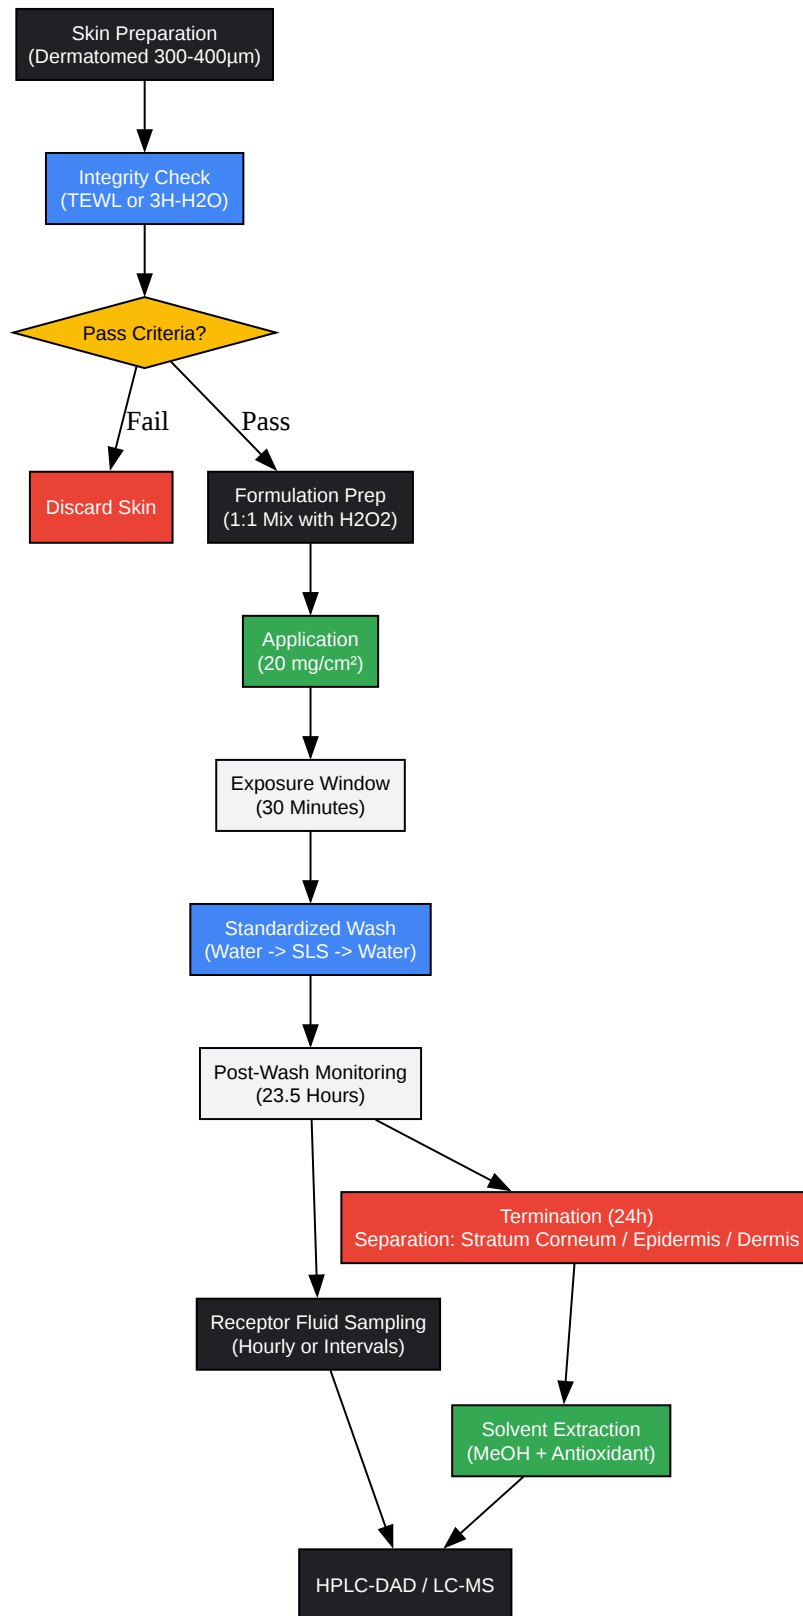 Skin Preparation
(Dermatomed 300-400µm)
Integrity Check
(TEWL or 3H-H2O)
Pass Criteria?
Fail
Pass
Discard Skin
Formulation Prep
(1:1 Mix with H2O2)
Application
(20 mg/cm²)
Exposure Window
(30 Minutes)
Standardized Wash
(Water -> SLS -> Water)
Post-Wash Monitoring
(23.5 Hours)
Termination (24h)
Separation: Stratum Corneum / Epidermis / Dermis
Receptor Fluid Sampling
(Hourly or Intervals)
Solvent Extraction
(MeOH + Antioxidant)
HPLC-DAD / LC-MS